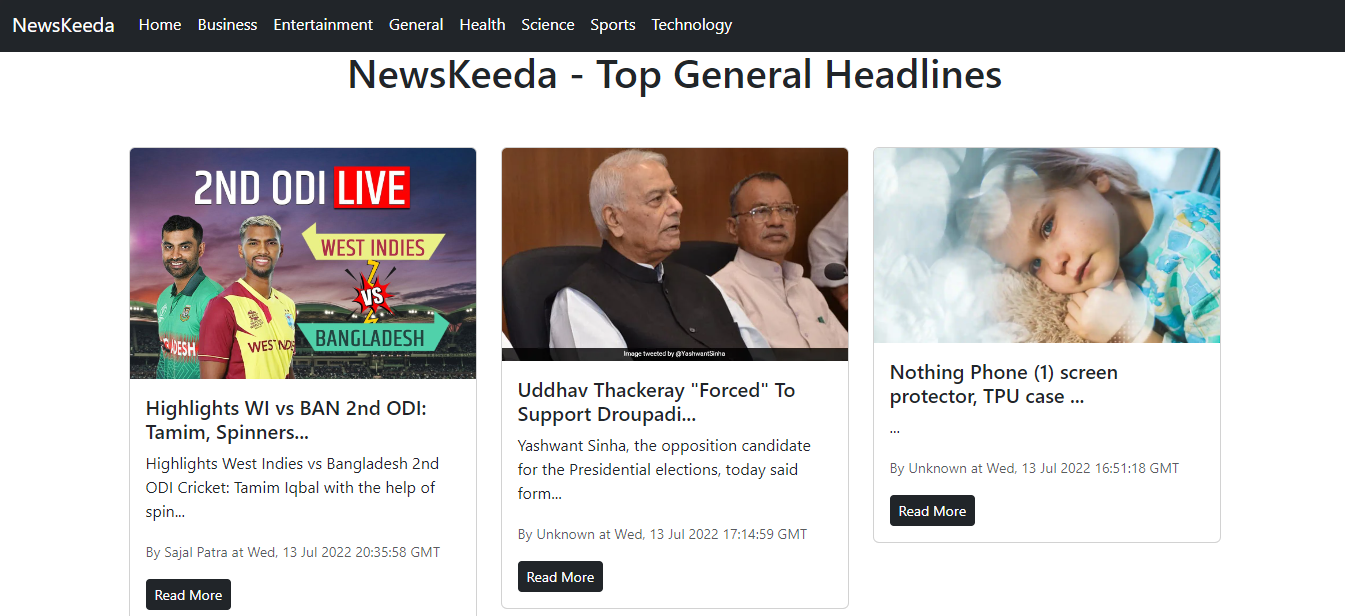 NewsKeeda Home Business Entertainment General Health Science Sports Technology
NewsKeeda - Top General Headlines
2ND ODI LIVE
WEST INDIES
VS
BANGLADESH
DESH
WEST IN
Highlights WI vs BAN 2nd ODI:
Tamim, Spinners...
Highlights West Indies vs Bangladesh 2nd
ODI Cricket: Tamim Iqbal with the help of
spin...
By Sajal Patra at Wed, 13 Jul 2022 20:35:58 GMT
Read More
Image tweeted by @YashwantSinha
Uddhav Thackeray "Forced" To
Support Droupadi...
Yashwant Sinha, the opposition candidate
for the Presidential elections, today said
form...
By Unknown at Wed, 13 Jul 2022 17:14:59 GMT
Read More
Nothing Phone (1) screen
protector, TPU case ...
...
By Unknown at Wed, 13 Jul 2022 16:51:18 GMT
Read More